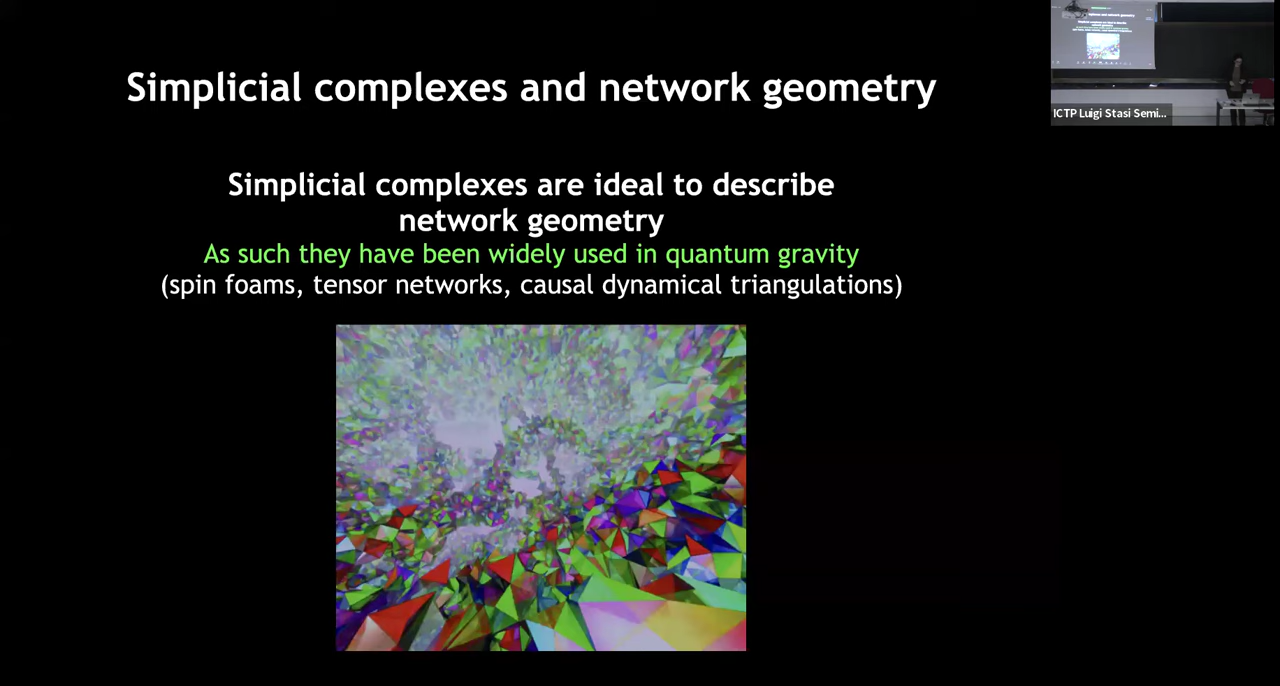 Simplicial complexes and network geometry
Simplicial complexes are ideal to describe
network geometry
As such they have been widely used in quantum gravity
(spin foams, tensor networks, causal dynamical triangulations)
ICTP Luigi Stasi Semi...